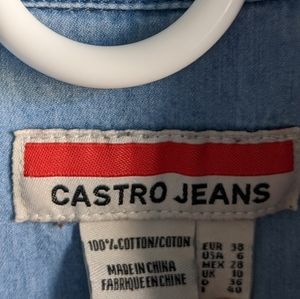 CASTRO JEANS
100% COTTON/COTON
MADE IN CHINA
FABRIQUE EN CHINE
EUR 38
USA 6
MEX 28
UK 10
D 36
I 40